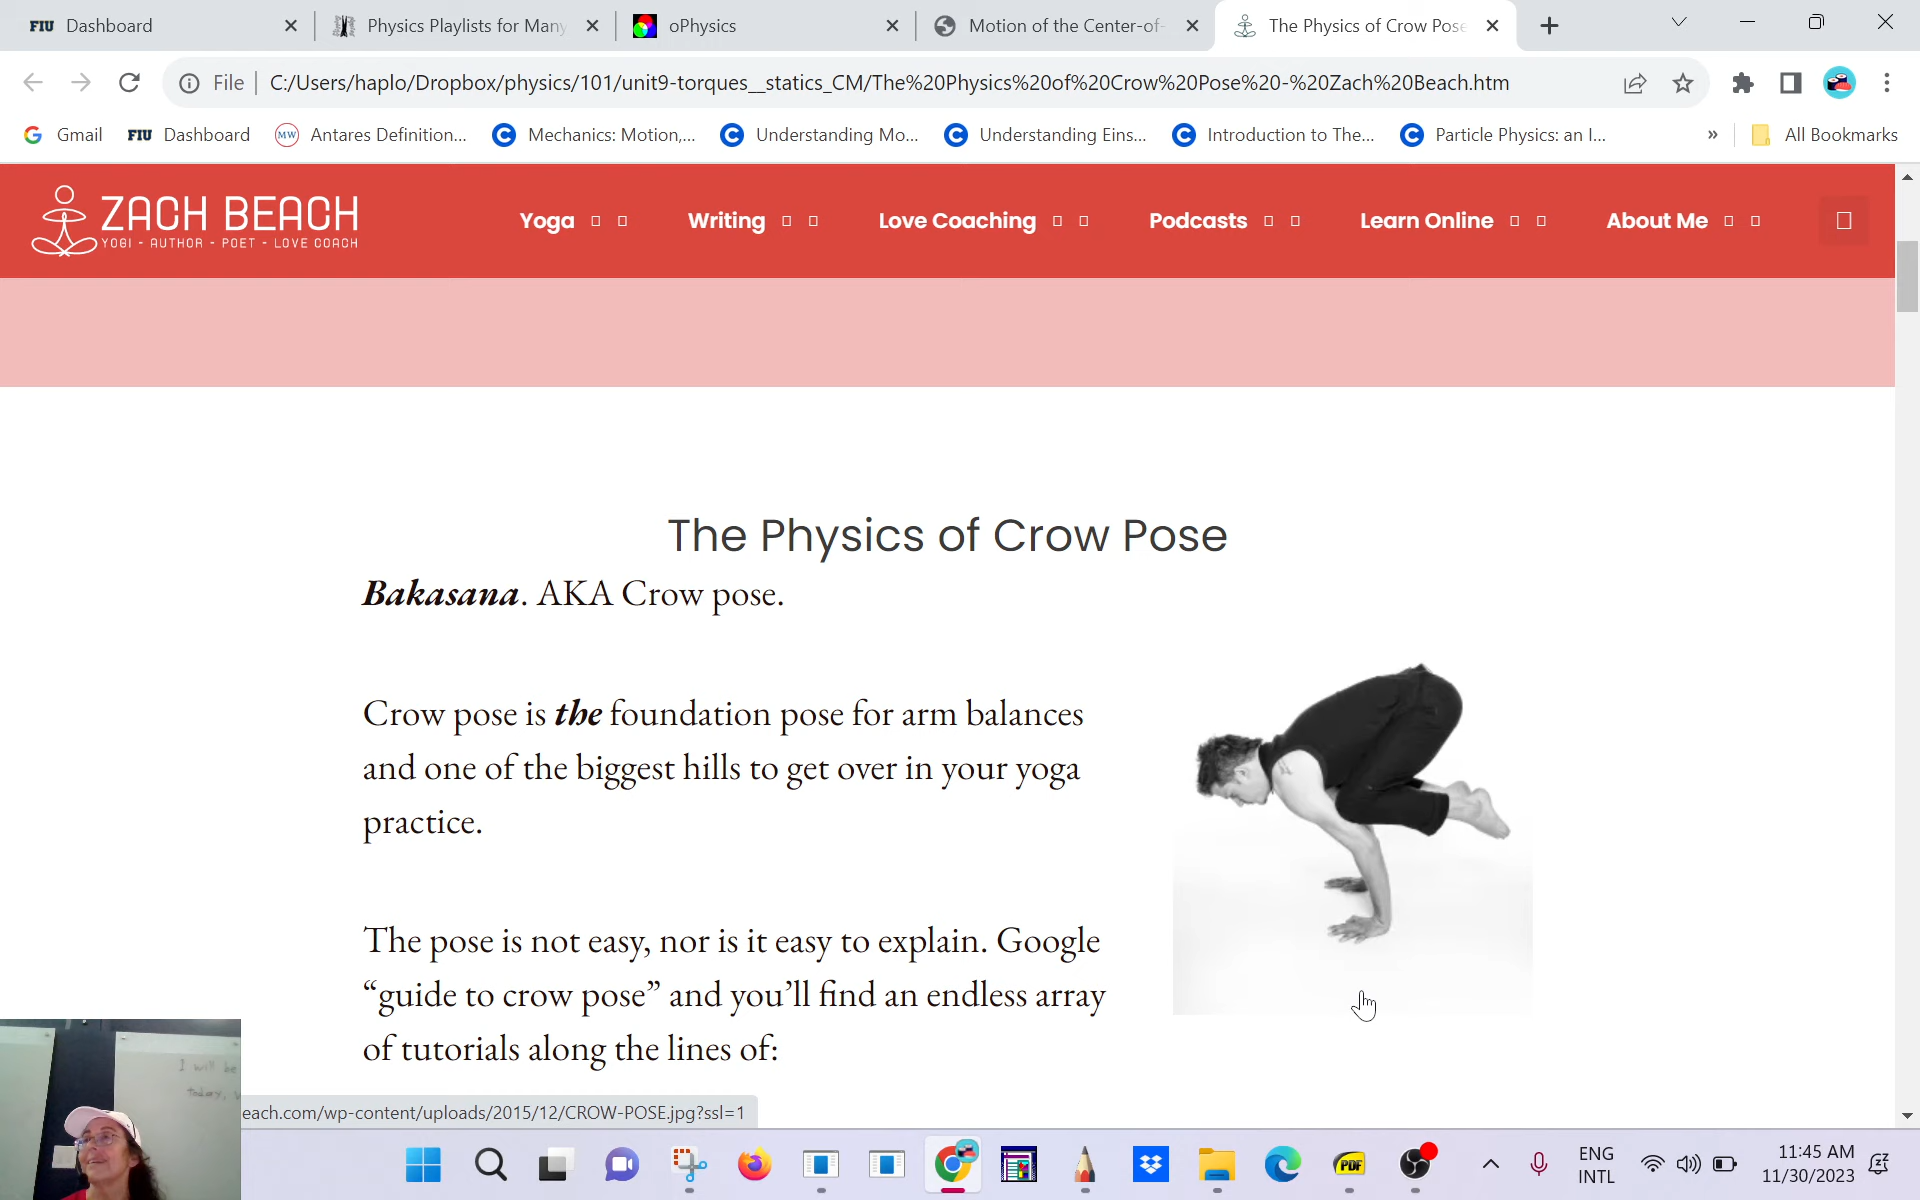 FIU Dashboard
Physics Playlists for Many
oPhysics
Motion of the Center-of-
The Physics of Crow Pose
File
C:/Users/haplo/Dropbox/physics/101/unit9-torques__statics_CM/The%20Physics%20of%20Crow%20Pose%20-%20Zach%20Beach.htm
Gmail
FIU Dashboard
MW Antares Definition...
Mechanics: Motion,...
Understanding Mo...
Understanding Eins...
Introduction to The...
Particle Physics: an I...
»
All Bookmarks
ZACH BEACH
YOGI - AUTHOR - POET - LOVE COACH
Yoga
Writing
Love Coaching
Podcasts
Learn Online
About Me
The Physics of Crow Pose
Bakasana. AKA Crow pose.
Crow pose is the foundation pose for arm balances
and one of the biggest hills to get over in your yoga
practice.
The pose is not easy, nor is it easy to explain. Google
“guide to crow pose” and you’ll find an endless array
of tutorials along the lines of:
I will be
today,
each.com/wp-content/uploads/2015/12/CROW-POSE.jpg?ssl=1
PDF
ENG
INTL
11:45 AM
11/30/2023